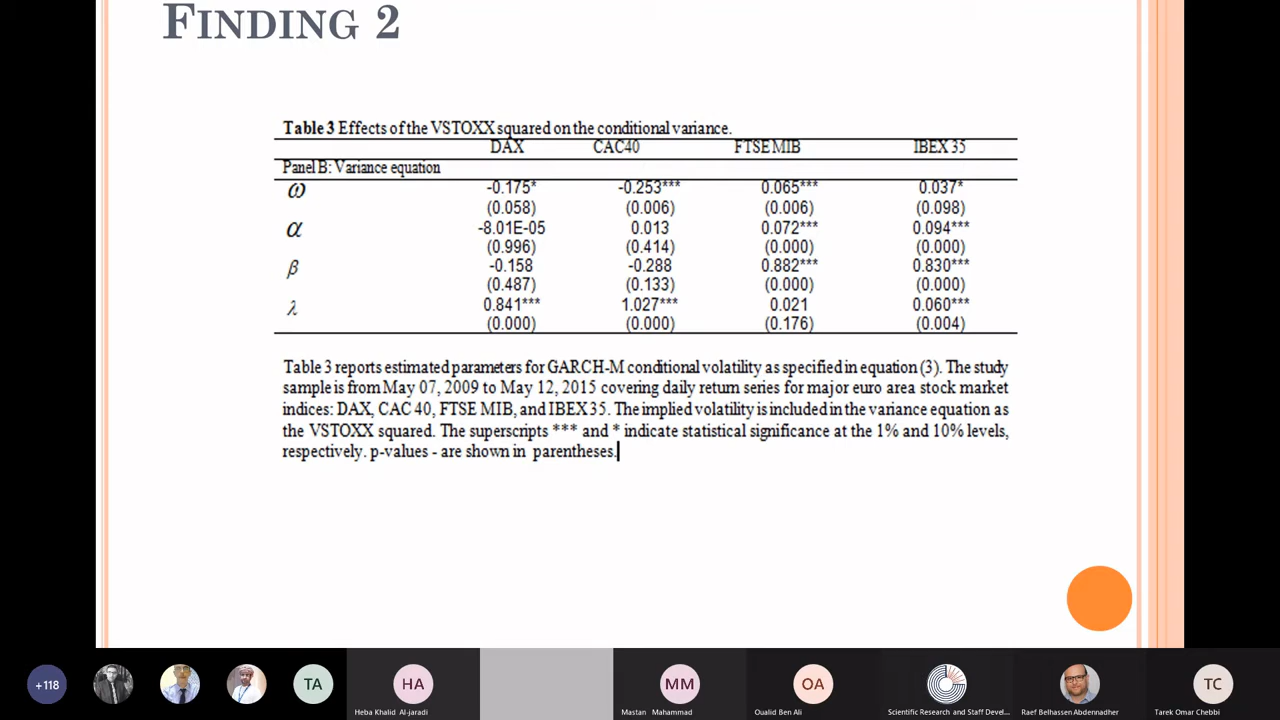 FINDING 2
Table 3 Effects of the VSTOXX squared on the conditional variance.
DAX CAC40 FTSE MIB IBEX 35
Panel B: Variance equation
ω -0.175* -0.253*** 0.065*** 0.037*
(0.058) (0.006) (0.006) (0.098)
α -8.01E-05 0.013 0.072*** 0.094***
(0.996) (0.414) (0.000) (0.000)
β -0.158 -0.288 0.882*** 0.830***
(0.487) (0.133) (0.000) (0.000)
λ 0.841*** 1.027*** 0.021 0.060***
(0.000) (0.000) (0.176) (0.004)
Table 3 reports estimated parameters for GARCH-M conditional volatility as specified in equation (3). The study
sample is from May 07, 2009 to May 12, 2015 covering daily return series for major euro area stock market
indices: DAX, CAC 40, FTSE MIB, and IBEX 35. The implied volatility is included in the variance equation as
the VSTOXX squared. The superscripts *** and * indicate statistical significance at the 1% and 10% levels,
respectively. p-values - are shown in parentheses.
+118 TA HA MM OA TC
Heba Khalid Al-jaradi Mastan Mahammad Oualid Ben Ali Scientific Research and Staff Devel... Raef Belhassen Abdennadher Tarek Omar Chebbi